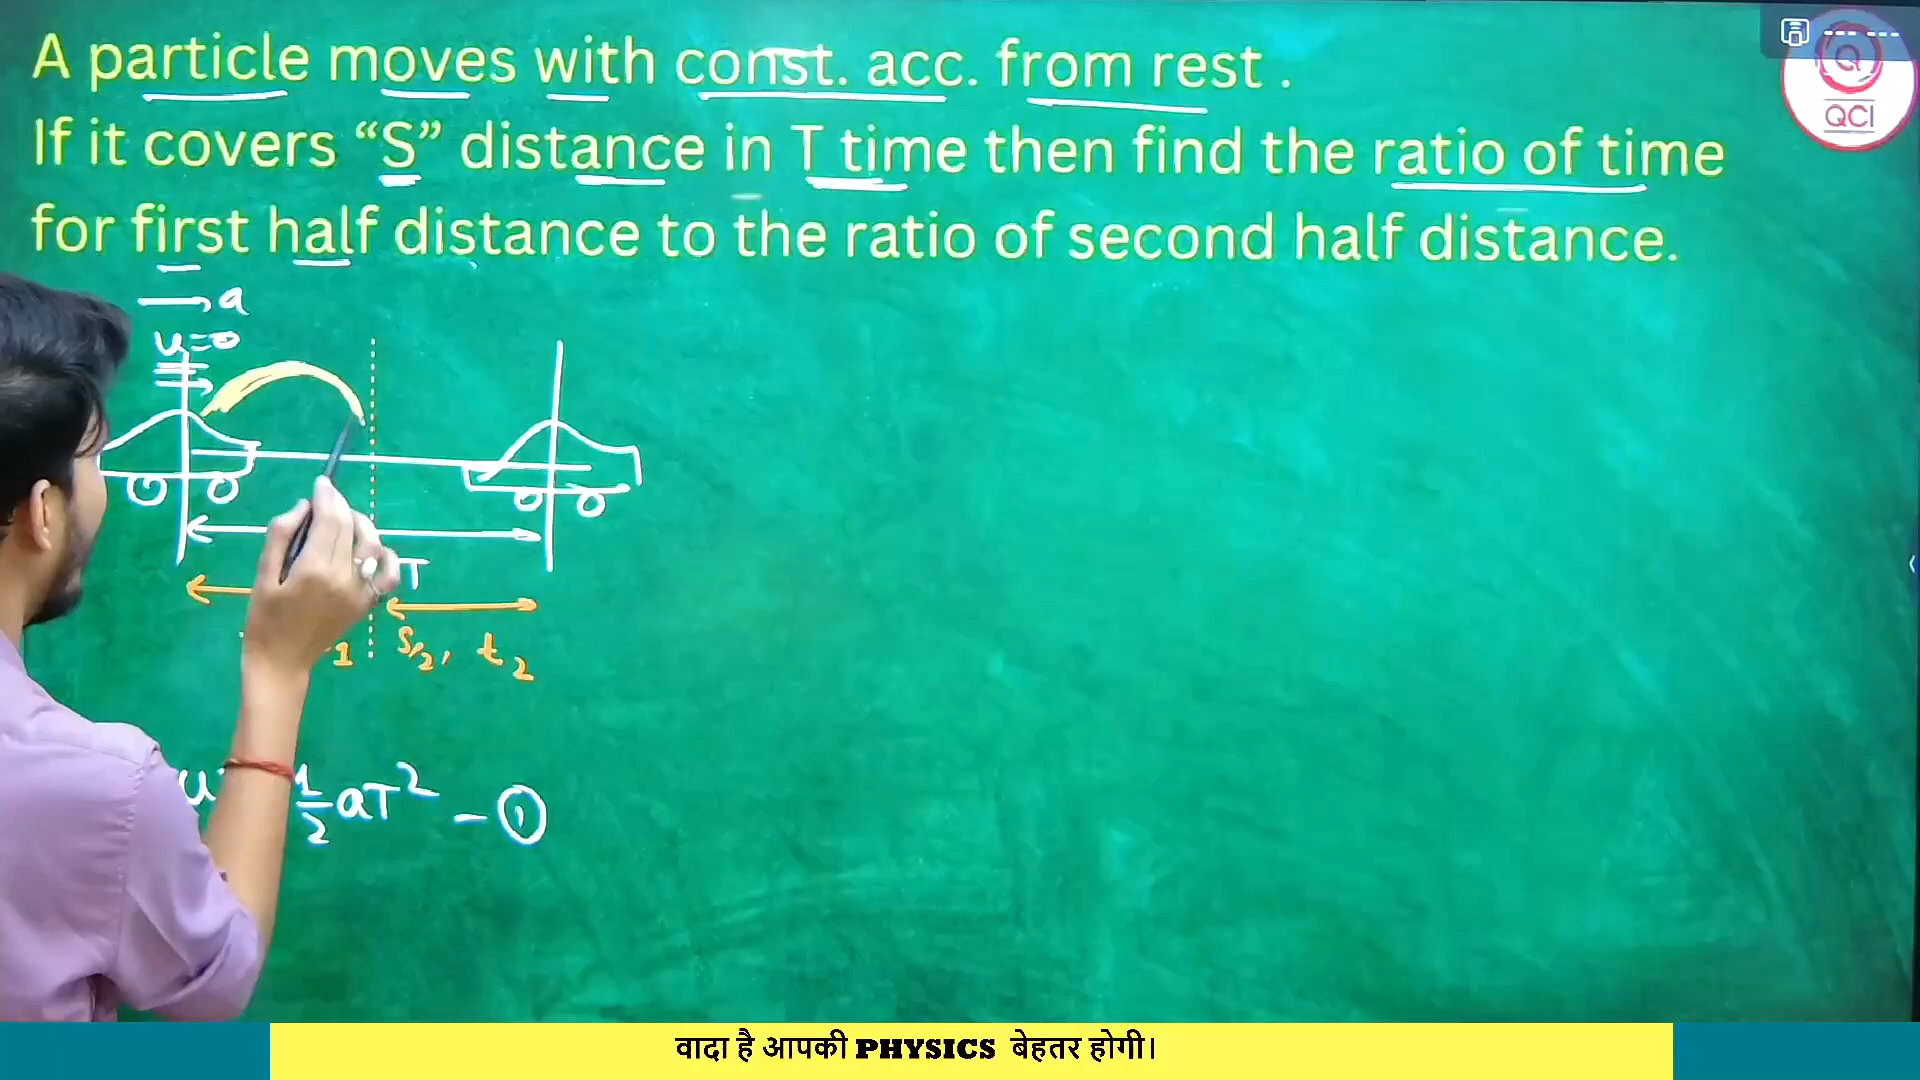 A particle moves with const. acc. from rest .
If it covers “S” distance in T time then find the ratio of time
for first half distance to the ratio of second half distance.
QCI
a
u=0
T
1
S/2, t2
u
1/2 aT² - ①
वादा है आपकी PHYSICS बेहतर होगी।